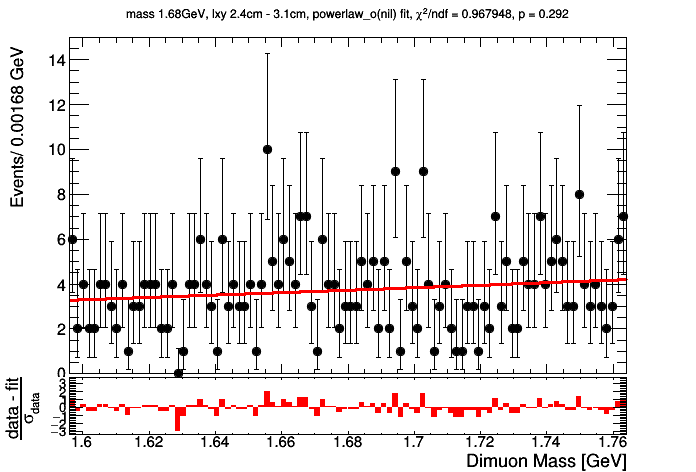 mass 1.68GeV, lxy 2.4cm - 3.1cm, powerlaw_o(nil) fit, χ²/ndf = 0.967948, p = 0.292
Events/ 0.00168 GeV
14
12
10
8
6
4
2
0
data - fit
σdata
3
2
1
0
−1
−2
−3
1.6 1.62 1.64 1.66 1.68 1.7 1.72 1.74 1.76
Dimuon Mass [GeV]